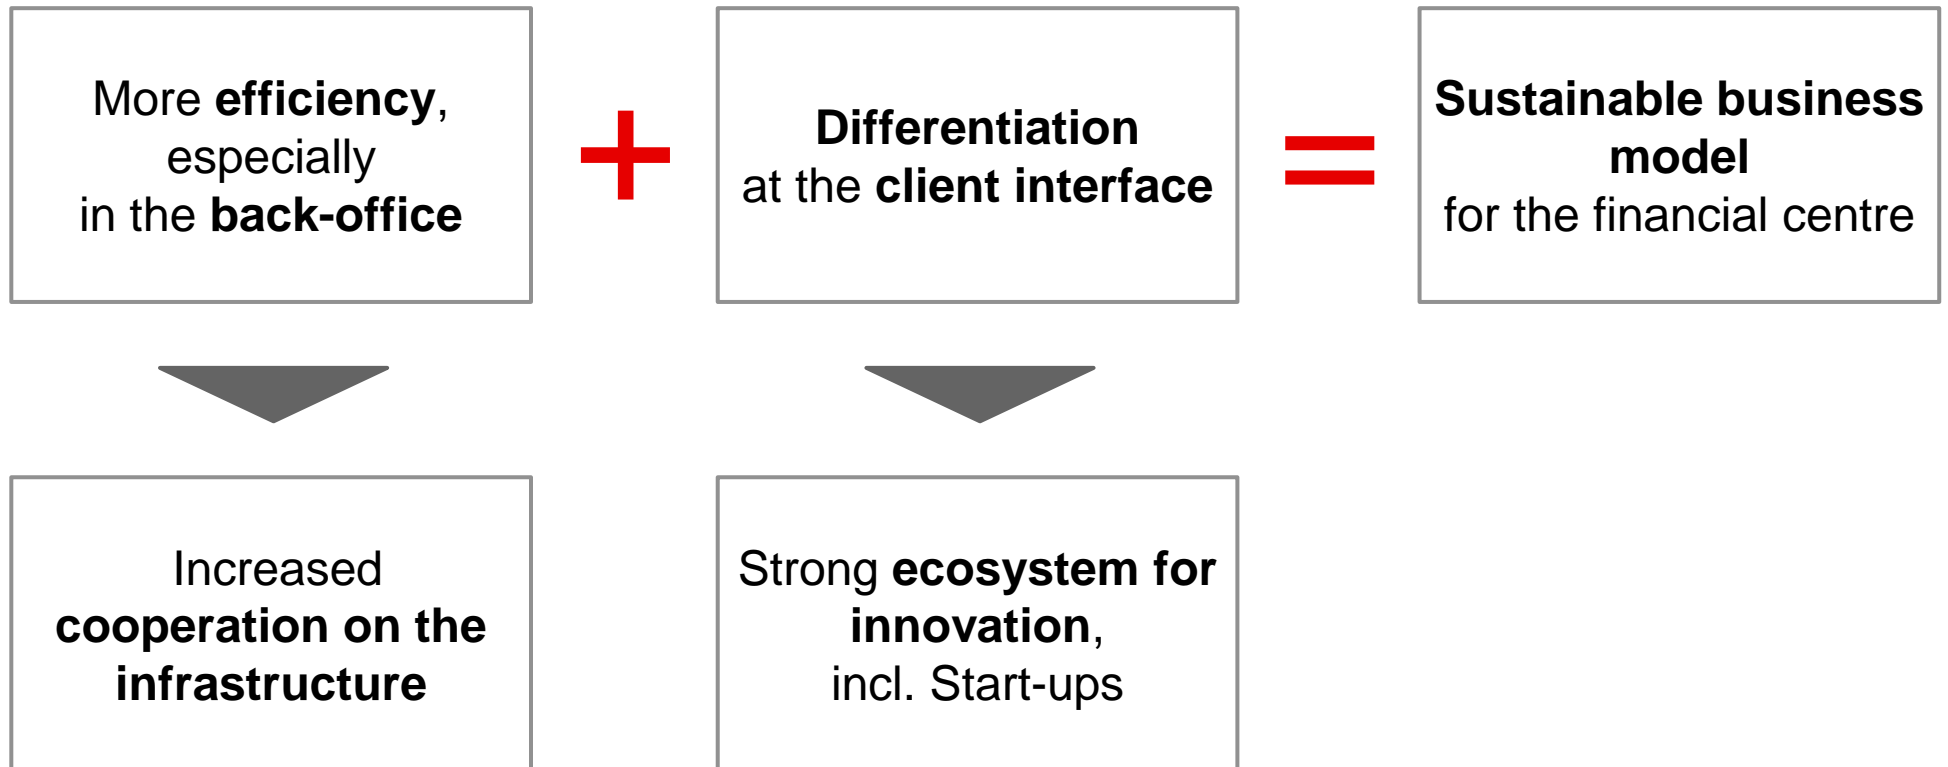 More efficiency,
especially
in the back-office
+
Differentiation
at the client interface
=
Sustainable business
model
for the financial centre
Increased
cooperation on the
infrastructure
Strong ecosystem for
innovation,
incl. Start-ups